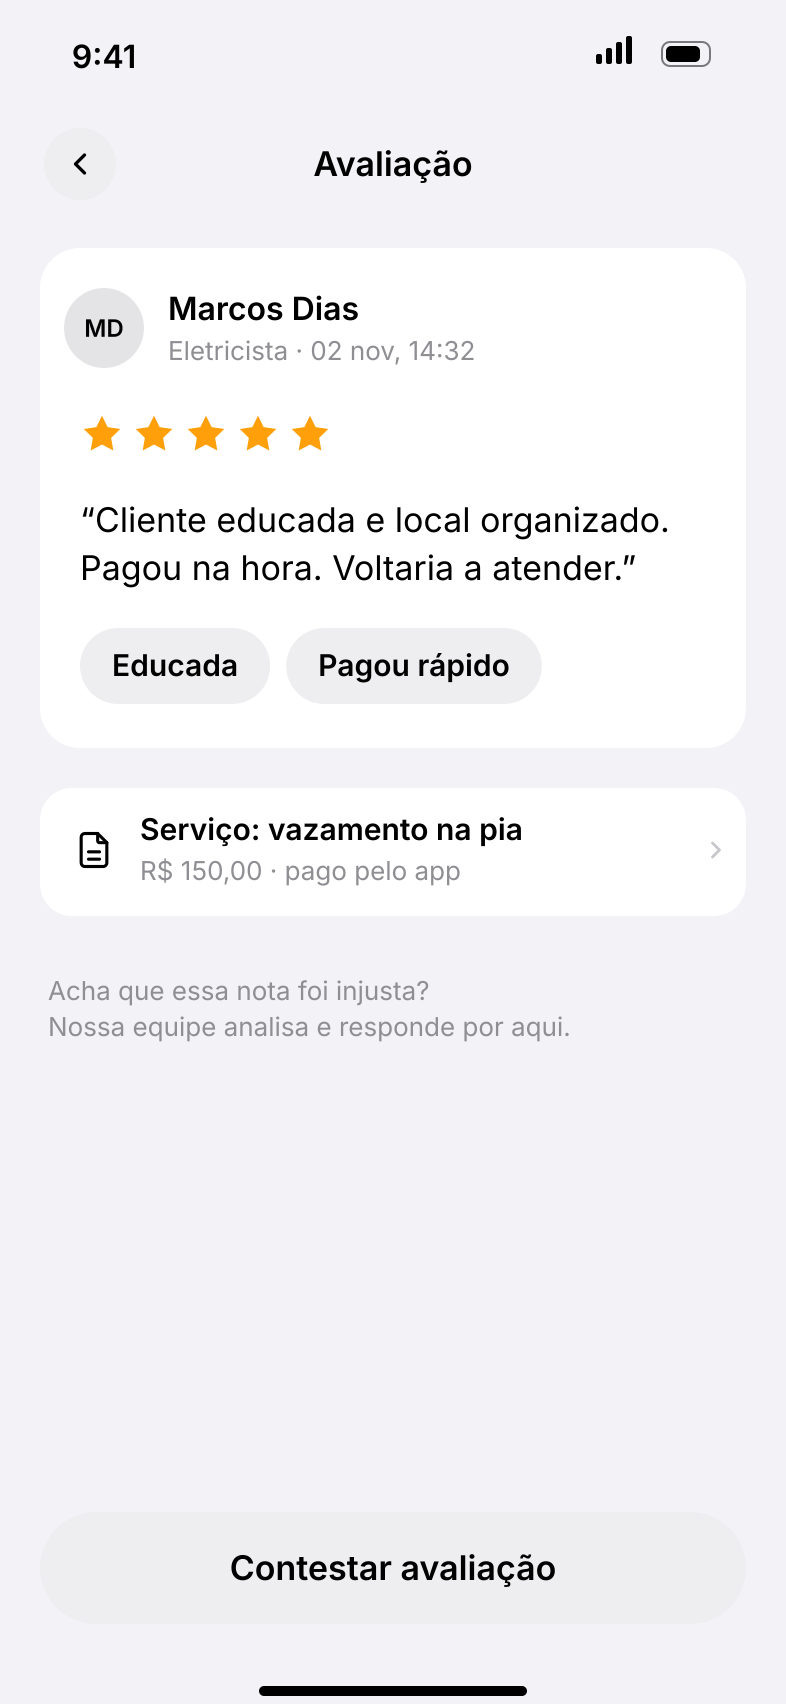 9:41
Avaliação
MD
Marcos Dias
Eletricista · 02 nov, 14:32
“Cliente educada e local organizado.
Pagou na hora. Voltaria a atender.”
Educada
Pagou rápido
Serviço: vazamento na pia
R$ 150,00 · pago pelo app
Acha que essa nota foi injusta?
Nossa equipe analisa e responde por aqui.
Contestar avaliação